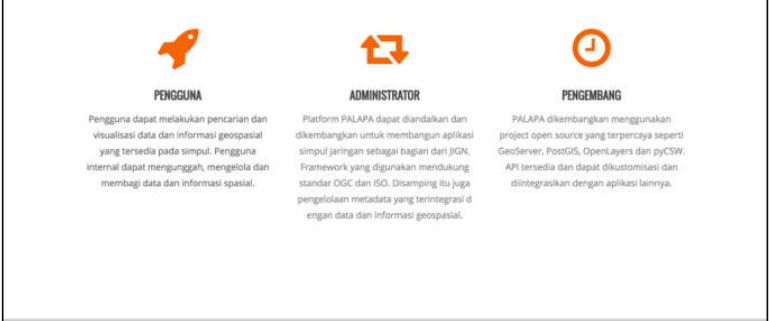 PENGGUNA
Pengguna dapat melakukan pencarian dan
visualisasi data dan informasi geospasial
yang tersedia pada simpul. Pengguna
internal dapat mengunggah, mengelola dan
membagi data dan informasi spasial.
ADMINISTRATOR
Platform PALAPA dapat diandalkan dan
dikembangkan untuk membangun aplikasi
simpul jaringan sebagai bagian dari JIGN.
Framework yang digunakan mendukung
standar OGC dan ISO. Disamping itu juga
pengelolaan metadata yang terintegrasi d
engan data dan informasi geospasial.
PENGEMBANG
PALAPA dikembangkan menggunakan
project open source yang terpercaya seperti
GeoServer, PostGIS, OpenLayers dan pyCSW.
API tersedia dan dapat dikustomisasi dan
diintegrasikan dengan aplikasi lainnya.